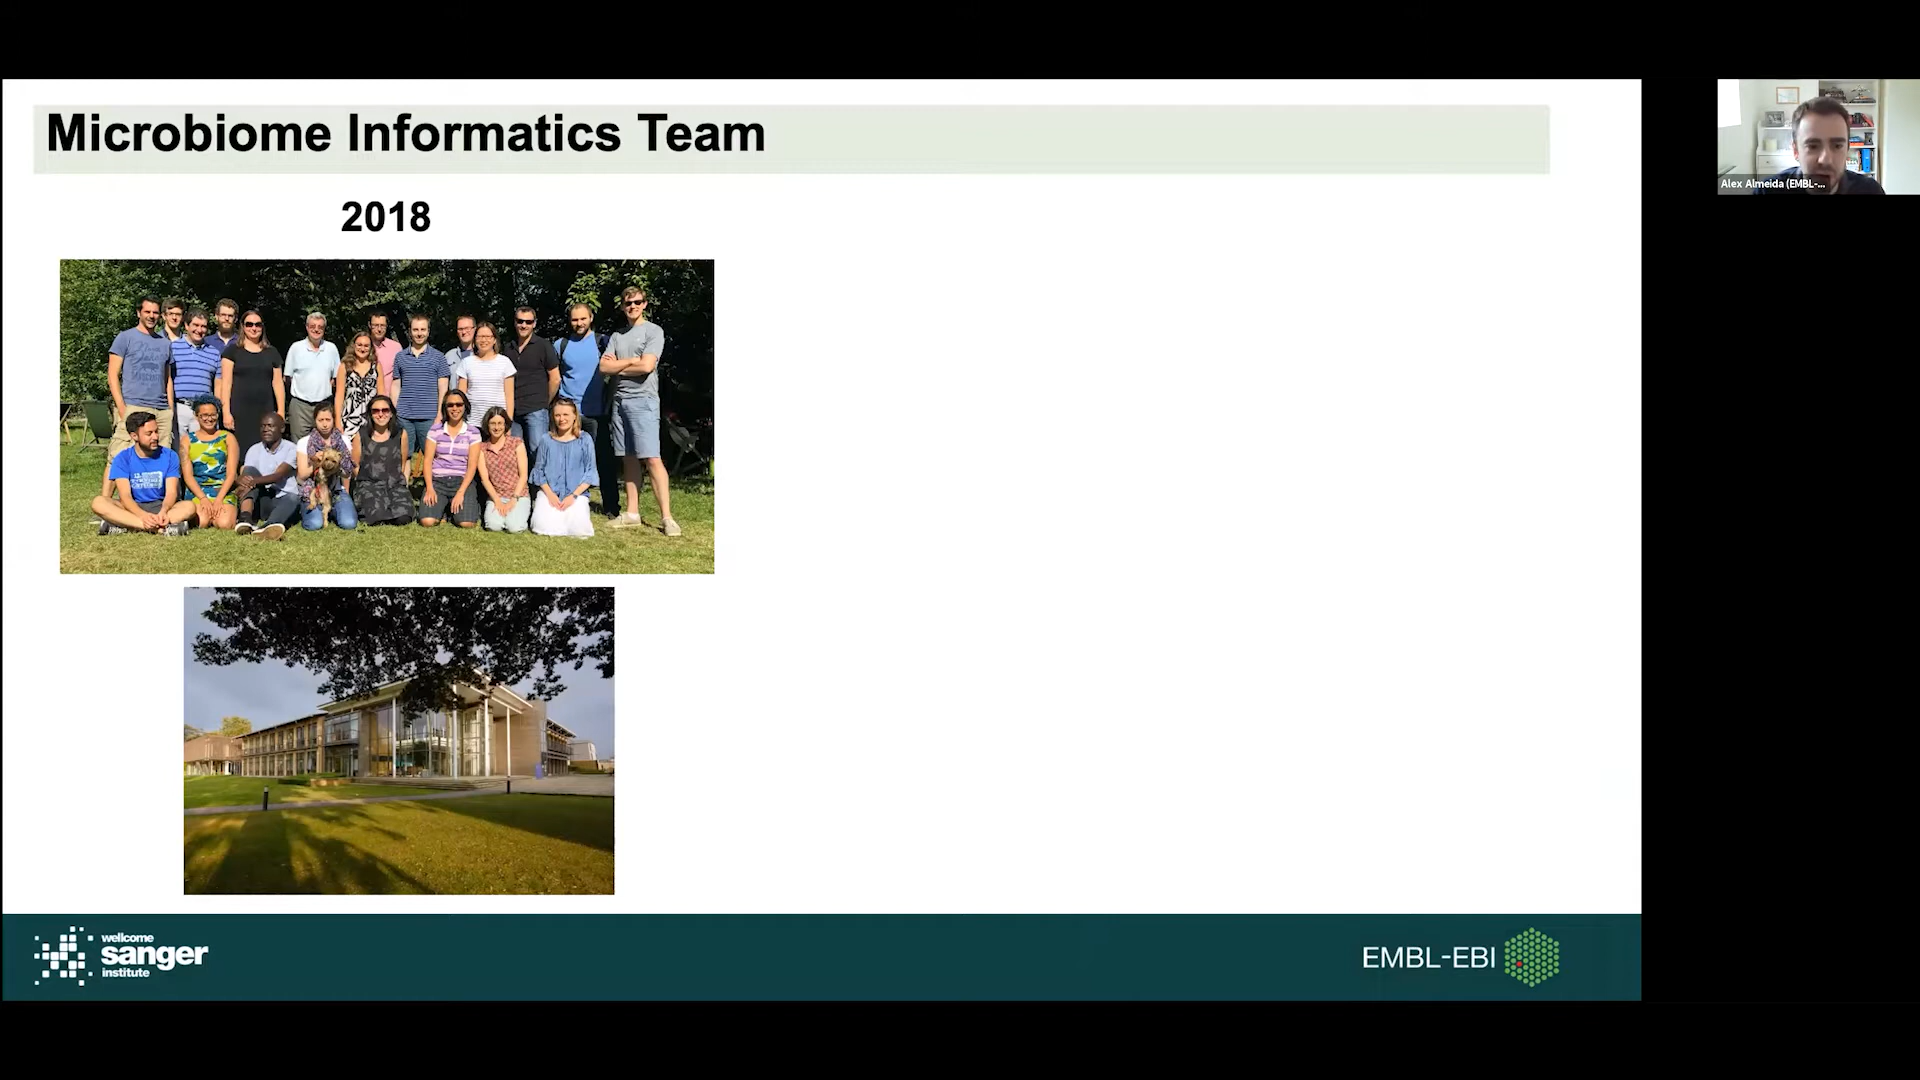 Microbiome Informatics Team
2018
Alex Almeida (EMBL-...
wellcome
sanger
institute
EMBL-EBI